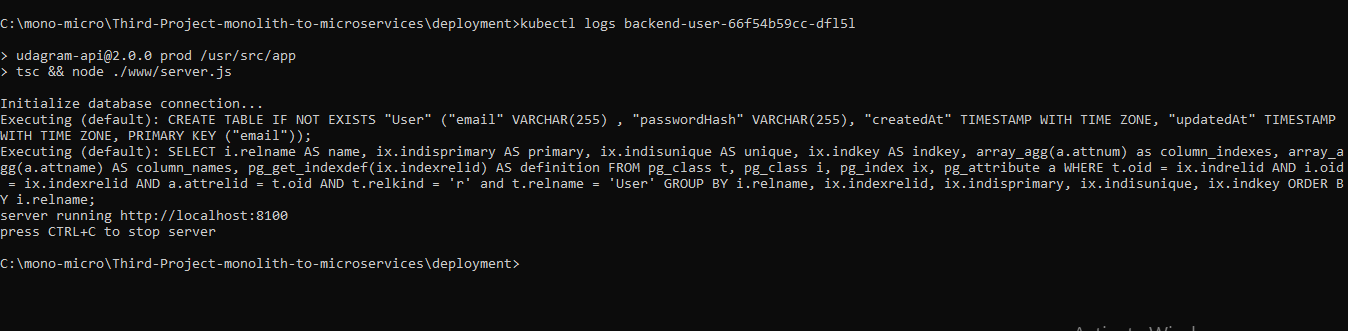 C:\mono-micro\Third-Project-monolith-to-microservices\deployment>kubectl logs backend-user-66f54b59cc-dfl5l
> udagram-api@2.0.0 prod /usr/src/app
> tsc && node ./www/server.js
Initialize database connection...
Executing (default): CREATE TABLE IF NOT EXISTS "User" ("email" VARCHAR(255) , "passwordHash" VARCHAR(255), "createdAt" TIMESTAMP WITH TIME ZONE, "updatedAt" TIMESTAMP
WITH TIME ZONE, PRIMARY KEY ("email"));
Executing (default): SELECT i.relname AS name, ix.indisprimary AS primary, ix.indisunique AS unique, ix.indkey AS indkey, array_agg(a.attnum) as column_indexes, array_a
gg(a.attname) AS column_names, pg_get_indexdef(ix.indexrelid) AS definition FROM pg_class t, pg_class i, pg_index ix, pg_attribute a WHERE t.oid = ix.indrelid AND i.oid
= ix.indexrelid AND a.attrelid = t.oid AND t.relkind = 'r' and t.relname = 'User' GROUP BY i.relname, ix.indexrelid, ix.indisprimary, ix.indisunique, ix.indkey ORDER B
Y i.relname;
server running http://localhost:8100
press CTRL+C to stop server
C:\mono-micro\Third-Project-monolith-to-microservices\deployment>